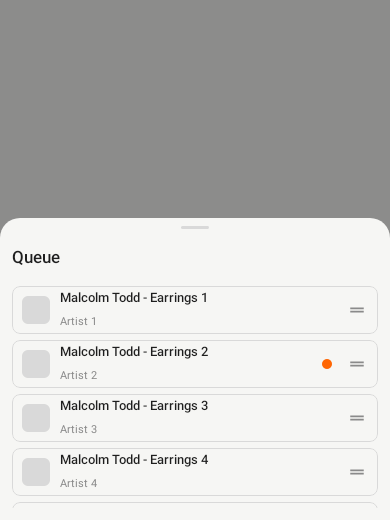 Queue
Malcolm Todd - Earrings 1
Artist 1
Malcolm Todd - Earrings 2
Artist 2
Malcolm Todd - Earrings 3
Artist 3
Malcolm Todd - Earrings 4
Artist 4